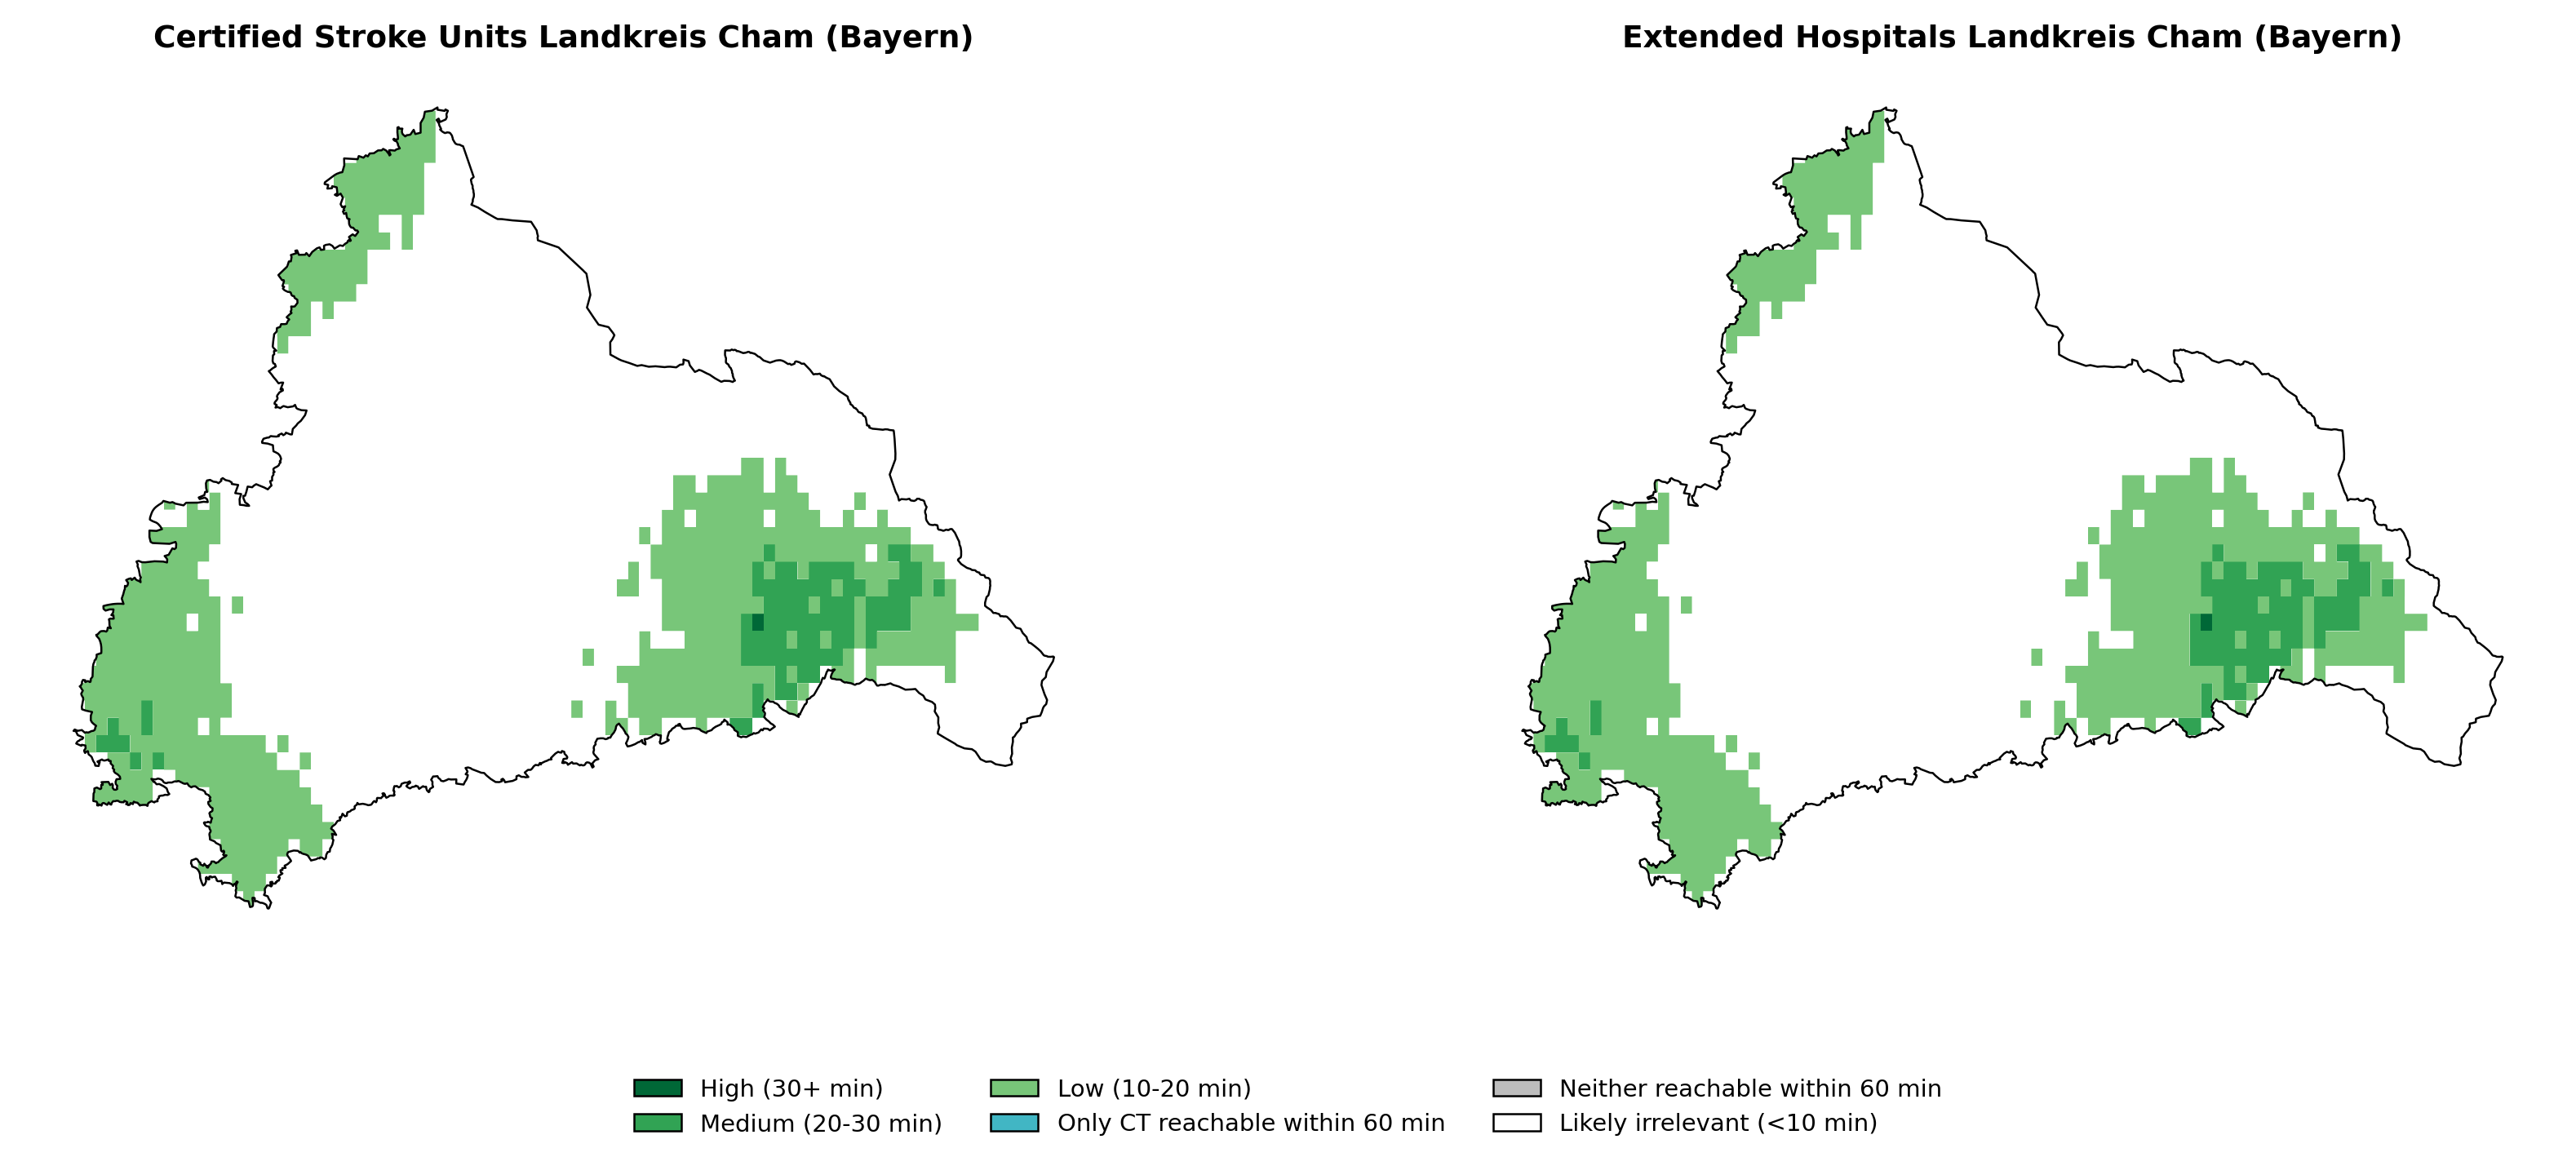 Certified Stroke Units Landkreis Cham (Bayern)
Extended Hospitals Landkreis Cham (Bayern)
High (30+ min)
Medium (20-30 min)
Low (10-20 min)
Only CT reachable within 60 min
Neither reachable within 60 min
Likely irrelevant (<10 min)